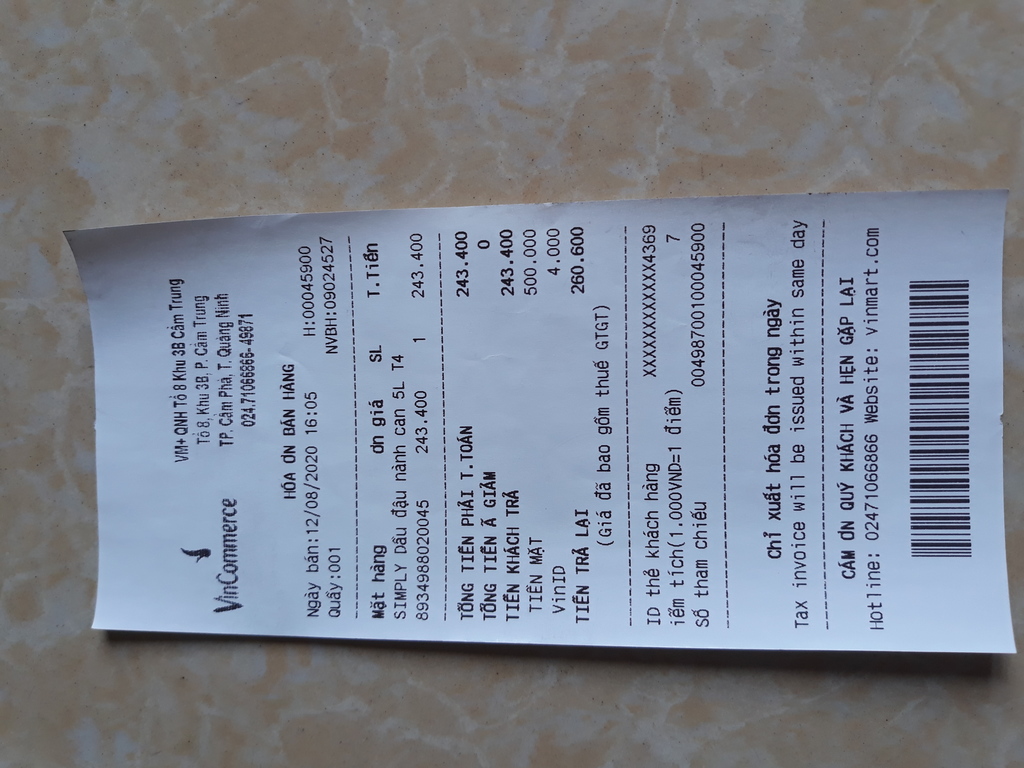 VinCommerce
VM+ QNH Tổ 8 Khu 3B Cẩm Trung
Tổ 8, Khu 3B, P. Cẩm Trung
TP. Cẩm Phả, T. Quảng Ninh
024.71066866- 49871
HÓA ƠN BÁN HÀNG
Ngày bán:12/08/2020 16:05 H:00045900
Quầy:001 NVBH:09024527
Mặt hàng ơn giá SL T.Tiền
SIMPLY Dầu đậu nành can 5L T4
8934988020045 243.400 1 243.400
TỔNG TIỀN PHẢI T.TOÁN 243.400
TỔNG TIỀN Ã GIẢM 0
TIỀN KHÁCH TRẢ 243.400
TIỀN MẶT 500.000
VinID 4.000
TIỀN TRẢ LẠI 260.600
(Giá đã bao gồm thuế GTGT)
ID thẻ khách hàng XXXXXXXXXXXX4369
iểm tích(1.000VND=1 điểm) 7
Số tham chiếu 00498700100045900
Chỉ xuất hóa đơn trong ngày
Tax invoice will be issued within same day
CẢM ƠN QUÝ KHÁCH VÀ HẸN GẶP LẠI
Hotline: 02471066866 Website: Vinmart.com